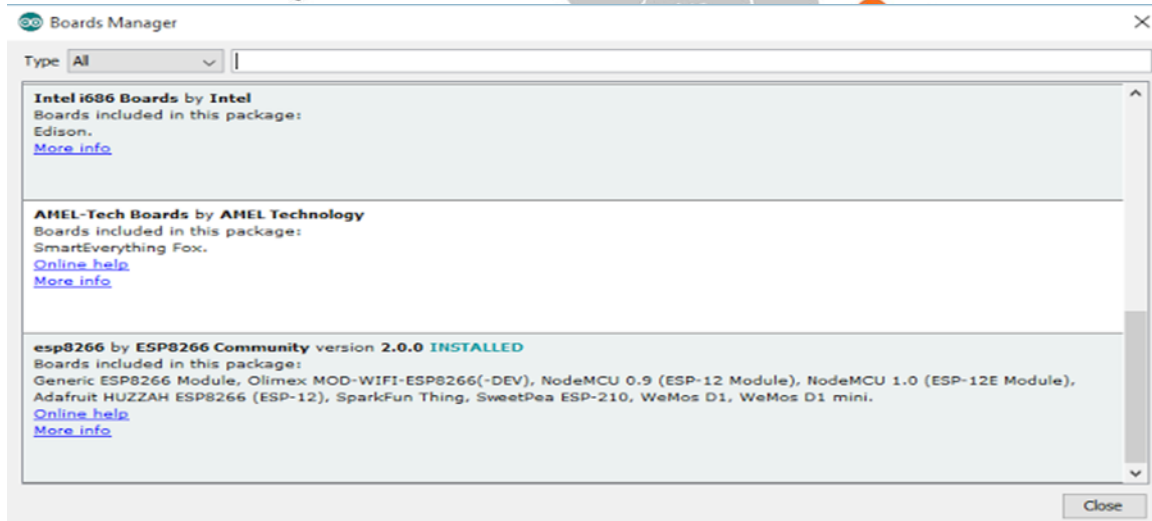 Boards Manager
Type All
Intel i686 Boards by Intel
Boards included in this package:
Edison.
More info
AMEL-Tech Boards by AMEL Technology
Boards included in this package:
SmartEverything Fox.
Online help
More info
esp8266 by ESP8266 Community version 2.0.0 INSTALLED
Boards included in this package:
Generic ESP8266 Module, Olimex MOD-WIFI-ESP8266(-DEV), NodeMCU 0.9 (ESP-12 Module), NodeMCU 1.0 (ESP-12E Module),
Adafruit HUZZAH ESP8266 (ESP-12), SparkFun Thing, SweetPea ESP-210, WeMos D1, WeMos D1 mini.
Online help
More info
Close